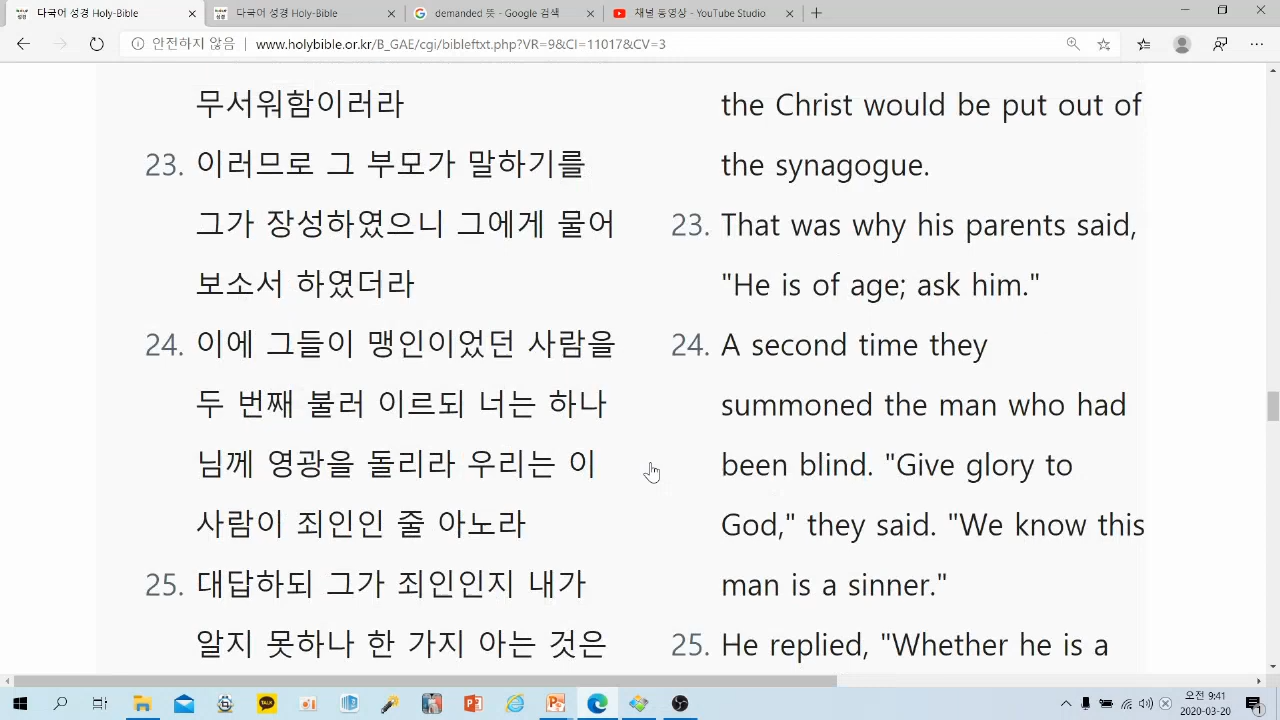 다국어 성경 Holy-Bible
다국어 성경 Holy-Bible
demanded 뜻 - Google 검색
채널 동영상 - YouTube Studio
안전하지 않음
www.holybible.or.kr/B_GAE/cgi/bibleftxt.php?VR=9&CI=11017&CV=3
무서워함이러라
23. 이러므로 그 부모가 말하기를
그가 장성하였으니 그에게 물어
보소서 하였더라
24. 이에 그들이 맹인이었던 사람을
두 번째 불러 이르되 너는 하나
님께 영광을 돌리라 우리는 이
사람이 죄인인 줄 아노라
25. 대답하되 그가 죄인인지 내가
알지 못하나 한 가지 아는 것은
the Christ would be put out of
the synagogue.
23. That was why his parents said,
"He is of age; ask him."
24. A second time they
summoned the man who had
been blind. "Give glory to
God," they said. "We know this
man is a sinner."
25. He replied, "Whether he is a
TALK
오전 9:41
2020-03-20